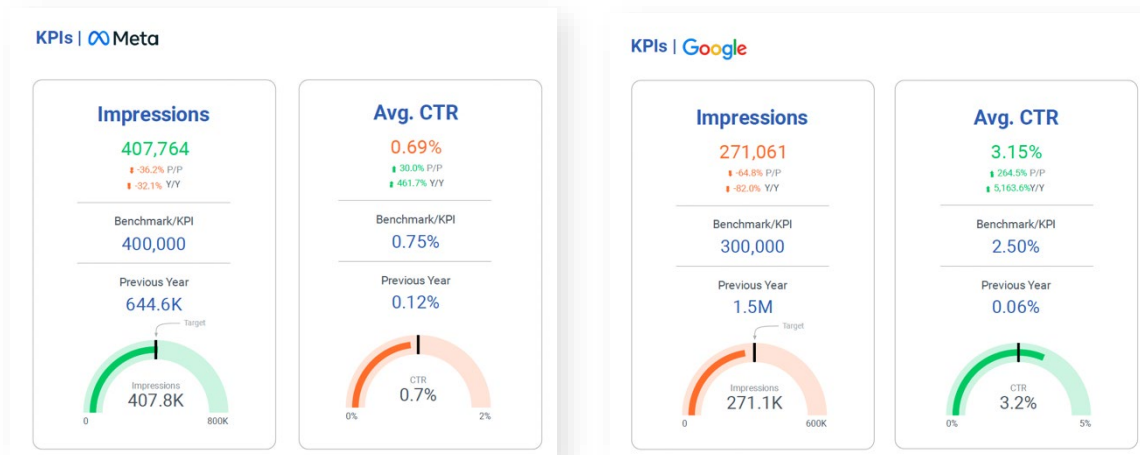 KPIs | Meta
Impressions
407,764
-36.2% P/P
-32.1% Y/Y
Benchmark/KPI
400,000
Previous Year
644.6K
Target
Impressions
407.8K
0
800K
Avg. CTR
0.69%
30.0% P/P
461.7% Y/Y
Benchmark/KPI
0.75%
Previous Year
0.12%
CTR
0.7%
0%
2%
KPIs | Google
Impressions
271,061
-64.8% P/P
-82.0% Y/Y
Benchmark/KPI
300,000
Previous Year
1.5M
Target
Impressions
271.1K
0
600K
Avg. CTR
3.15%
264.5% P/P
5,163.6%Y/Y
Benchmark/KPI
2.50%
Previous Year
0.06%
CTR
3.2%
0%
5%